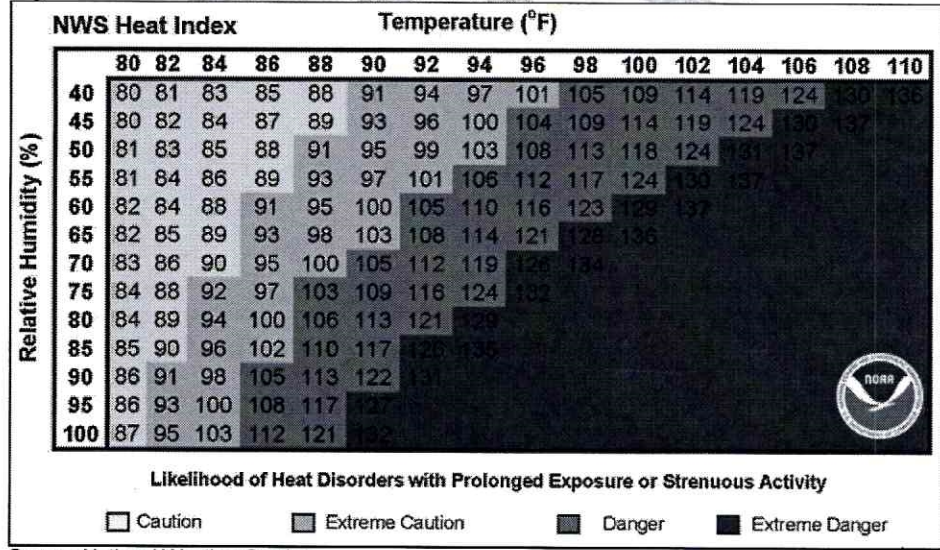 NWS Heat Index Temperature (°F)
80 82 84 86 88 90 92 94 96 98 100 102 104 106 108 110
Relative Humidity (%)
40 80 81 83 85 88 91 94 97 101 105 109 114 119 124 130 136
45 80 82 84 87 89 93 96 100 104 109 114 119 124 130 137
50 81 83 85 88 91 95 99 103 108 113 118 124 131 137
55 81 84 86 89 93 97 101 106 112 117 124 130 137
60 82 84 88 91 95 100 105 110 116 123 129 137
65 82 85 89 93 98 103 108 114 121 128 136
70 83 86 90 95 100 105 112 119 126 134
75 84 88 92 97 103 109 116 124 132
80 84 89 94 100 106 113 121 129
85 85 90 96 102 110 117 126 135
90 86 91 98 105 113 122 131
95 86 93 100 108 117 127
100 87 95 103 112 121 132
NOAA
Likelihood of Heat Disorders with Prolonged Exposure or Strenuous Activity
Caution Extreme Caution Danger Extreme Danger